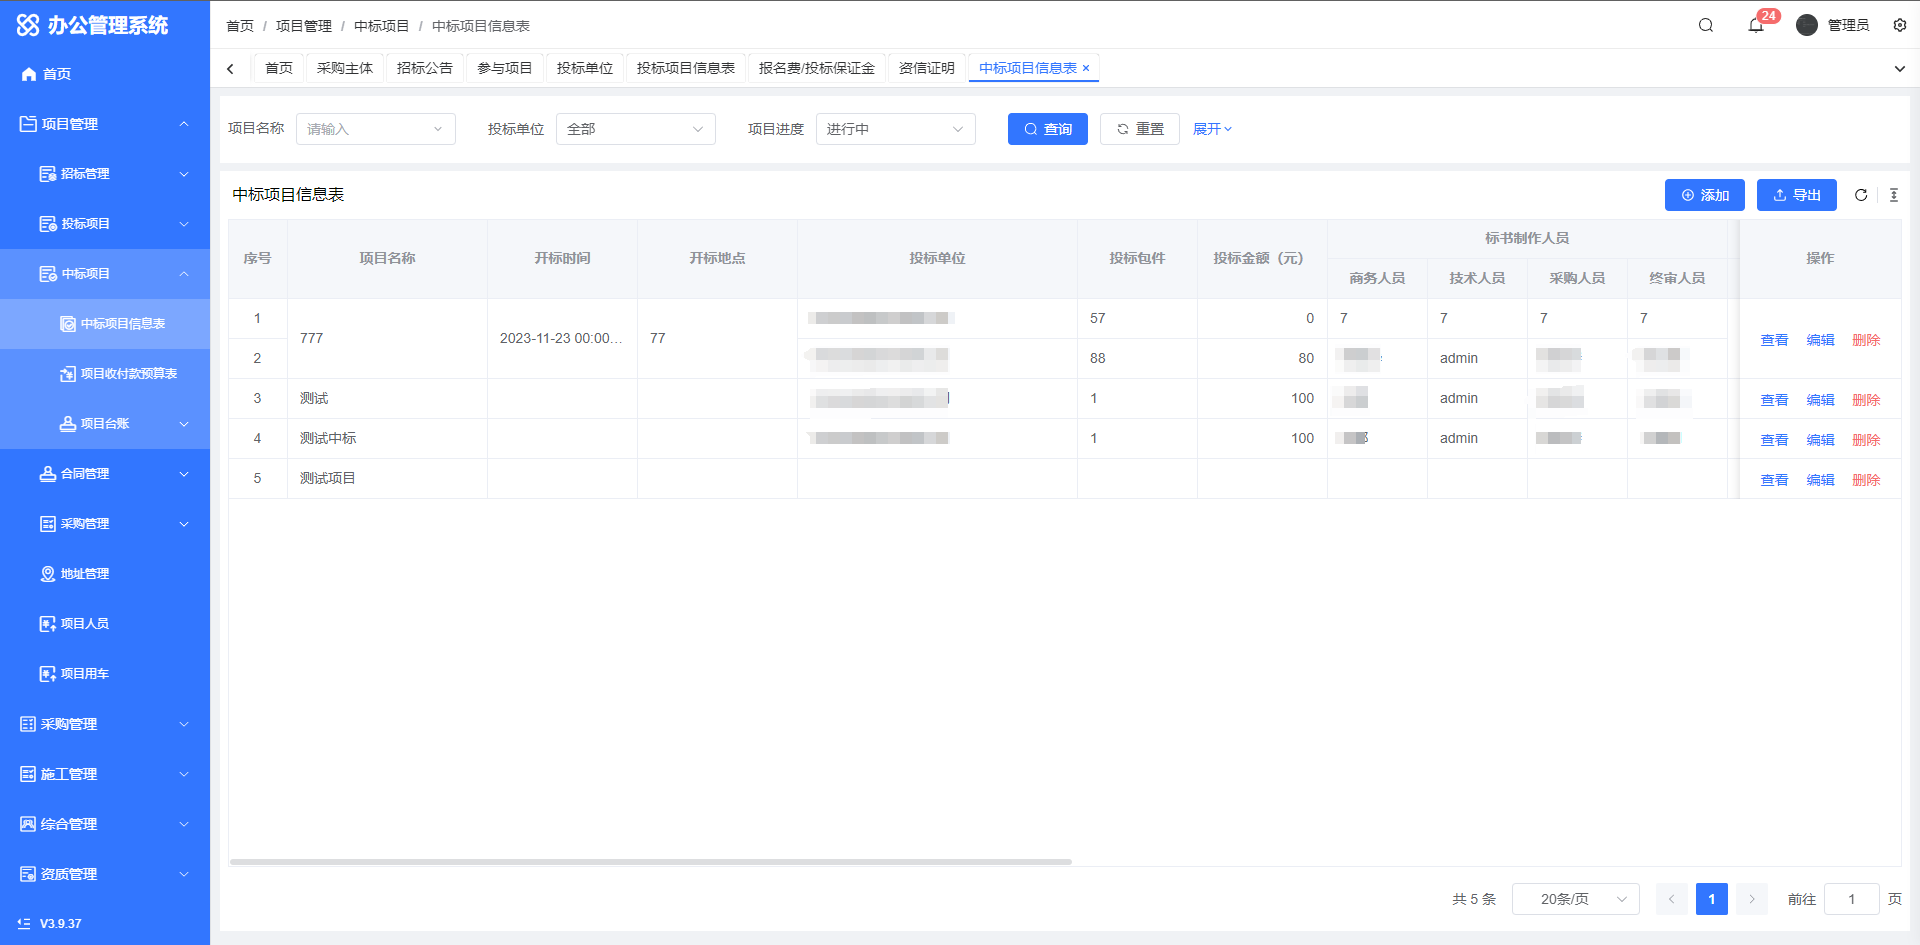 办公管理系统
首页 / 项目管理 / 中标项目 / 中标项目信息表
24
管理员
首页
采购主体
招标公告
参与项目
投标单位
投标项目信息表
报名费/投标保证金
资信证明
中标项目信息表 ×
首页
项目管理
招标管理
投标项目
中标项目
中标项目信息表
项目收付款预算表
项目台账
合同管理
采购管理
地址管理
项目人员
项目用车
采购管理
施工管理
综合管理
资质管理
V3.9.37
项目名称 请输入 投标单位 全部 项目进度 进行中 查询 重置 展开
中标项目信息表 添加 导出
序号 项目名称 开标时间 开标地点 投标单位 投标包件 投标金额（元） 标书制作人员 操作
商务人员 技术人员 采购人员 终审人员
1 777 2023-11-23 00:00... 77 57 0 7 7 7 7 查看 编辑 删除
2 88 80 admin
3 测试 1 100 admin 查看 编辑 删除
4 测试中标 1 100 admin 查看 编辑 删除
5 测试项目 查看 编辑 删除
共 5 条 20条/页 1 前往 1 页